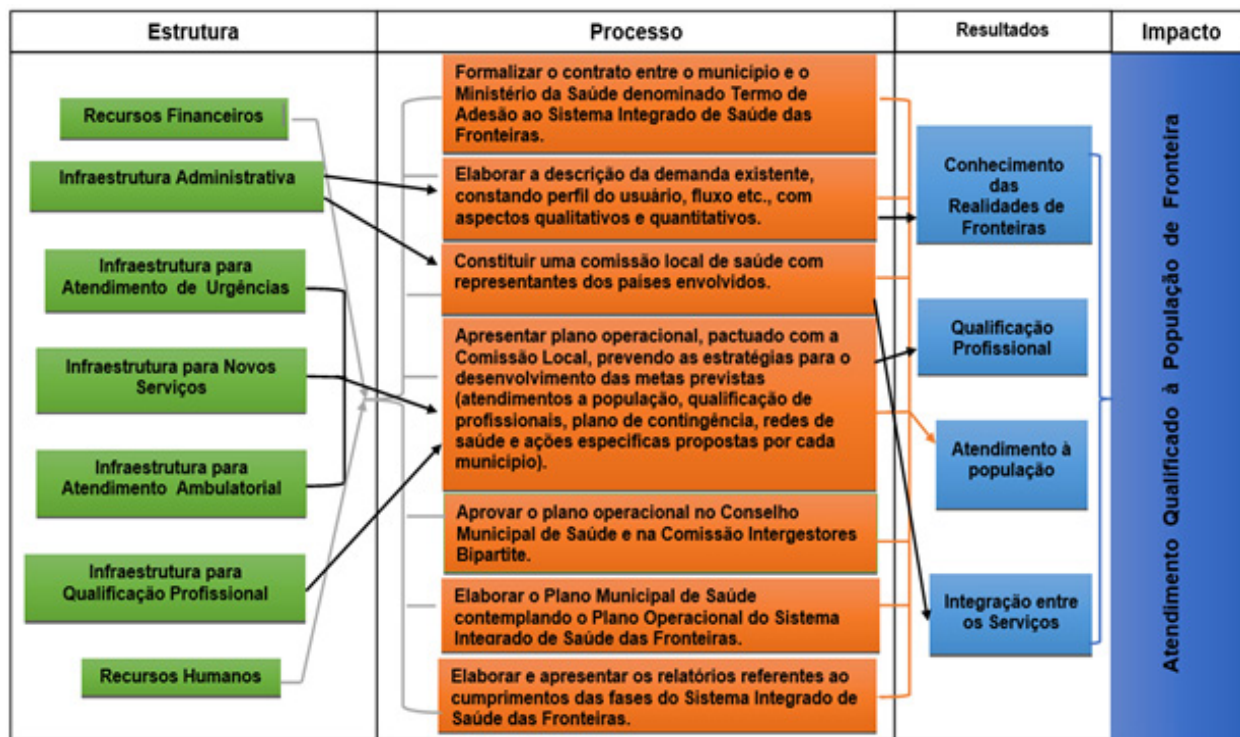 Estrutura
Processo
Resultados
Impacto
Recursos Financeiros
Infraestrutura Administrativa
Infraestrutura para
Atendimento de Urgências
Infraestrutura para Novos
Serviços
Infraestrutura para
Atendimento Ambulatorial
Infraestrutura para
Qualificação Profissional
Recursos Humanos
Formalizar o contrato entre o município e o
Ministério da Saúde denominado Termo de
Adesão ao Sistema Integrado de Saúde das
Fronteiras.
Elaborar a descrição da demanda existente,
constando perfil do usuário, fluxo etc., com
aspectos qualitativos e quantitativos.
Constituir uma comissão local de saúde com
representantes dos países envolvidos.
Apresentar plano operacional, pactuado com a
Comissão Local, prevendo as estratégias para o
desenvolvimento das metas previstas
(atendimentos a população, qualificação de
profissionais, plano de contingência, redes de
saúde e ações especificas propostas por cada
município).
Aprovar o plano operacional no Conselho
Municipal de Saúde e na Comissão Intergestores
Bipartite.
Elaborar o Plano Municipal de Saúde
contemplando o Plano Operacional do Sistema
Integrado de Saúde das Fronteiras.
Elaborar e apresentar os relatórios referentes ao
cumprimentos das fases do Sistema Integrado de
Saúde das Fronteiras.
Conhecimento
das
Realidades de
Fronteiras
Qualificação
Profissional
Atendimento à
população
Integração entre
os Serviços
Atendimento Qualificado à População de Fronteira